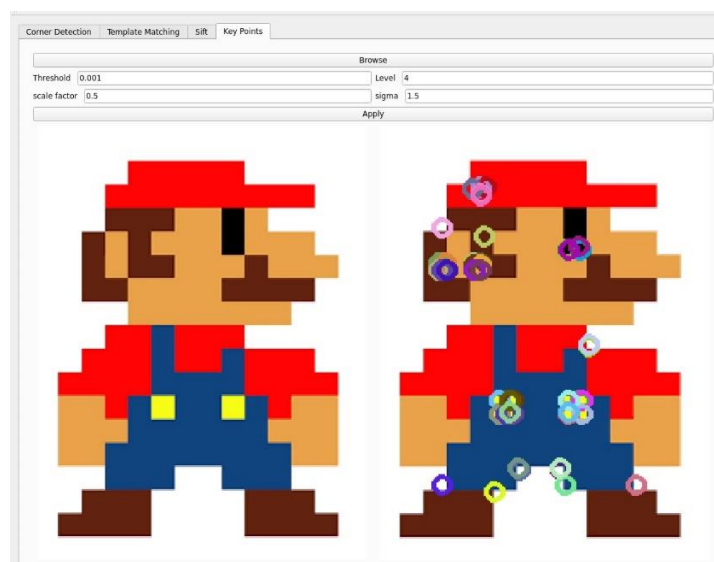 Corner Detection Template Matching Sift Key Points
Browse
Threshold 0.001 Level 4
scale factor 0.5 sigma 1.5
Apply